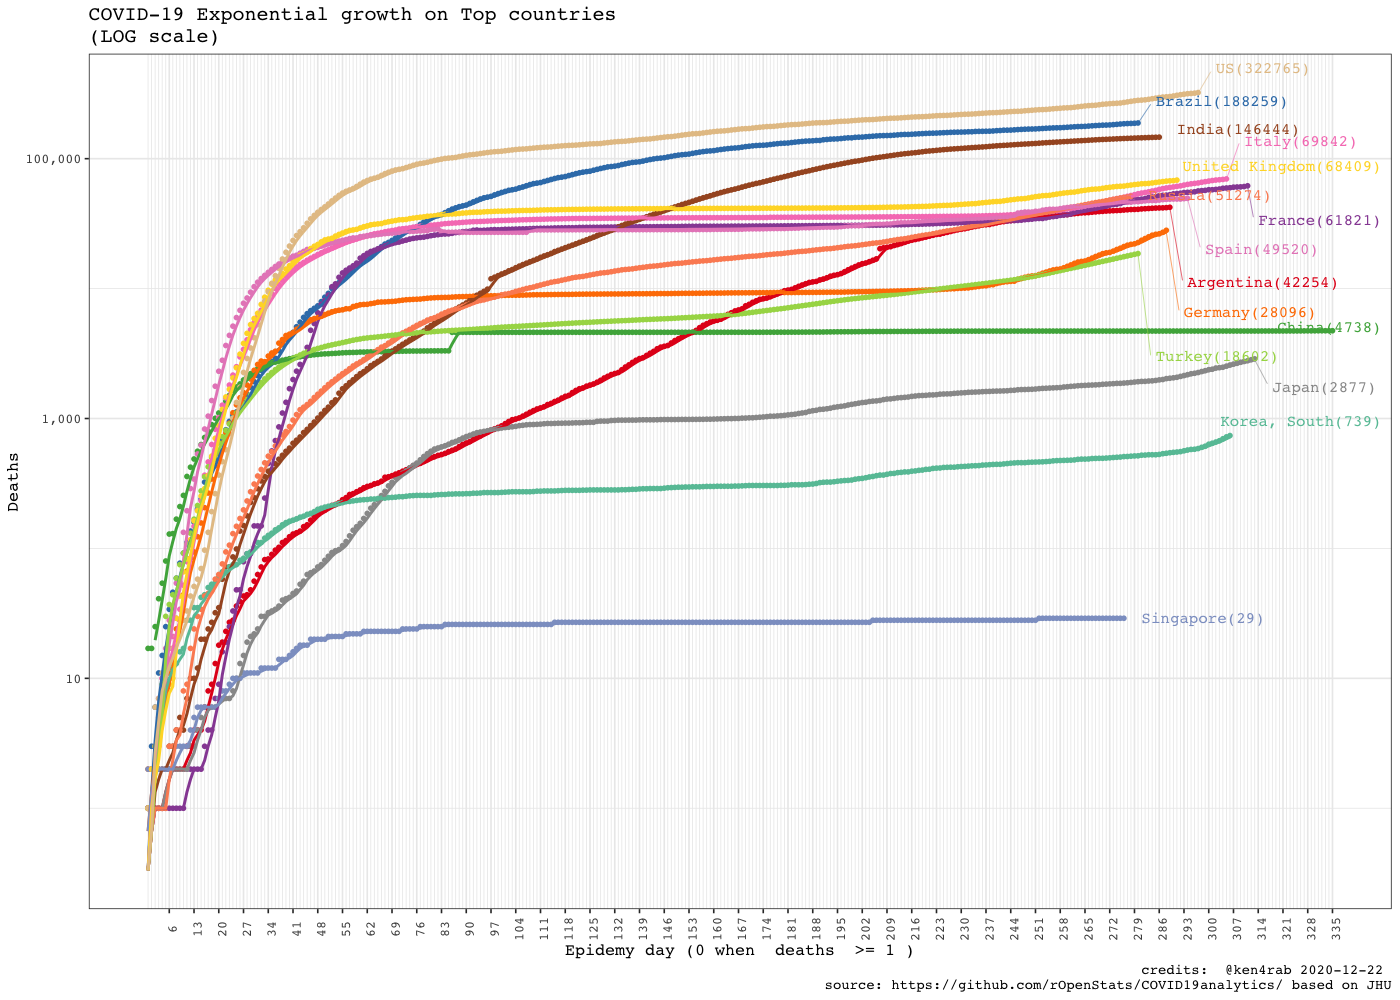 COVID-19 Exponential growth on Top countries
(LOG scale)
US(322765)
Brazil(188259)
India(146444)
Italy(69842)
100,000
United Kingdom(68409)
Russia(51274)
France(61821)
Spain(49520)
Argentina(42254)
Germany(28096)
China(4738)
Turkey(18602)
Japan(2877)
1,000
Korea, South(739)
Deaths
Singapore(29)
10
6 13 20 27 34 41 48 55 62 69 76 83 90 97 104 111 118 125 132 139 146 153 160 167 174 181 188 195 202 209 216 223 230 237 244 251 258 265 272 279 286 293 300 307 314 321 328 335
Epidemy day (0 when  deaths  >= 1 )
credits:  @ken4rab 2020-12-22
source: https://github.com/rOpenStats/COVID19analytics/ based on JHU